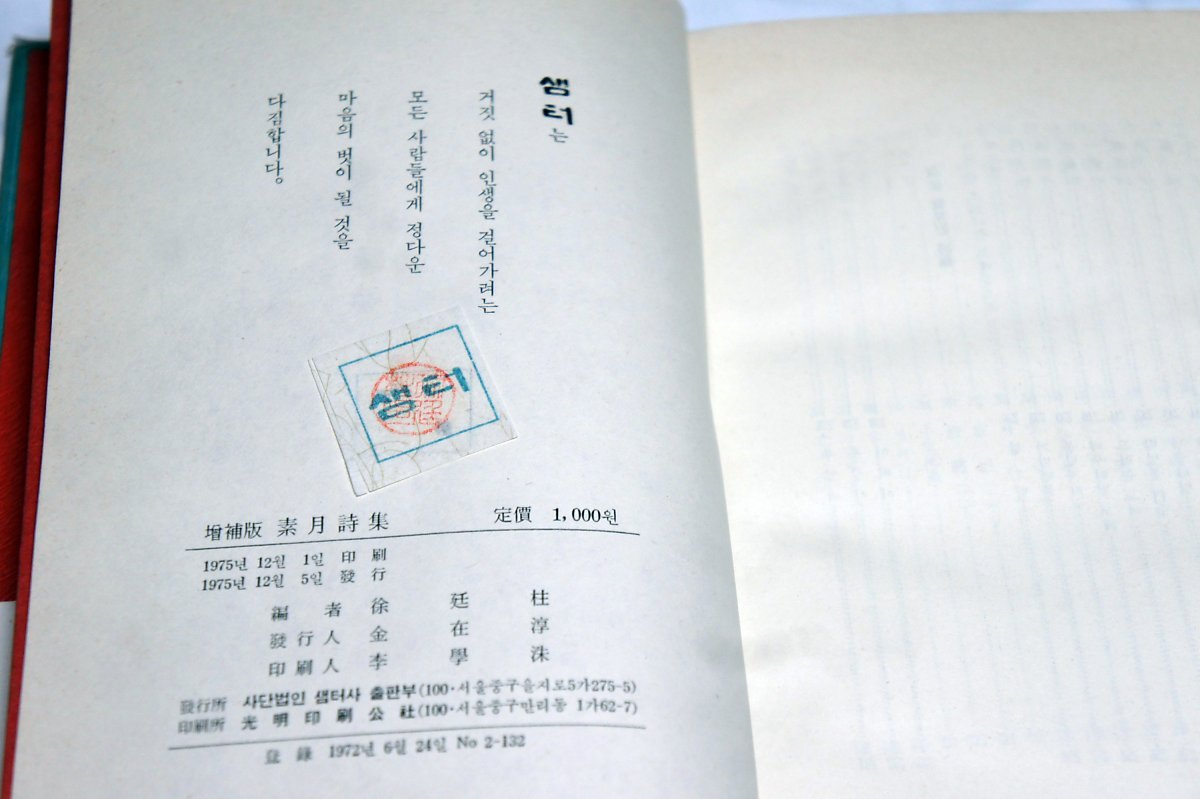 샘터는
거짓 없이 인생을 걸어가려는
모든 사람들에게 정다운
마음의 벗이 될 것을
다짐합니다。
샘터
增補版 素月詩集 定價 1,000원
1975년 12월 1일 印刷
1975년 12월 5일 發行
編者 徐廷柱
發行人 金在淳
印刷人 李學洙
發行所 사단법인 샘터사 출판부(100·서울중구을지로5가275-5)
印刷所 光明印刷公社(100·서울중구만리동 1가62-7)
登錄 1972년 6월 24일 No 2-132